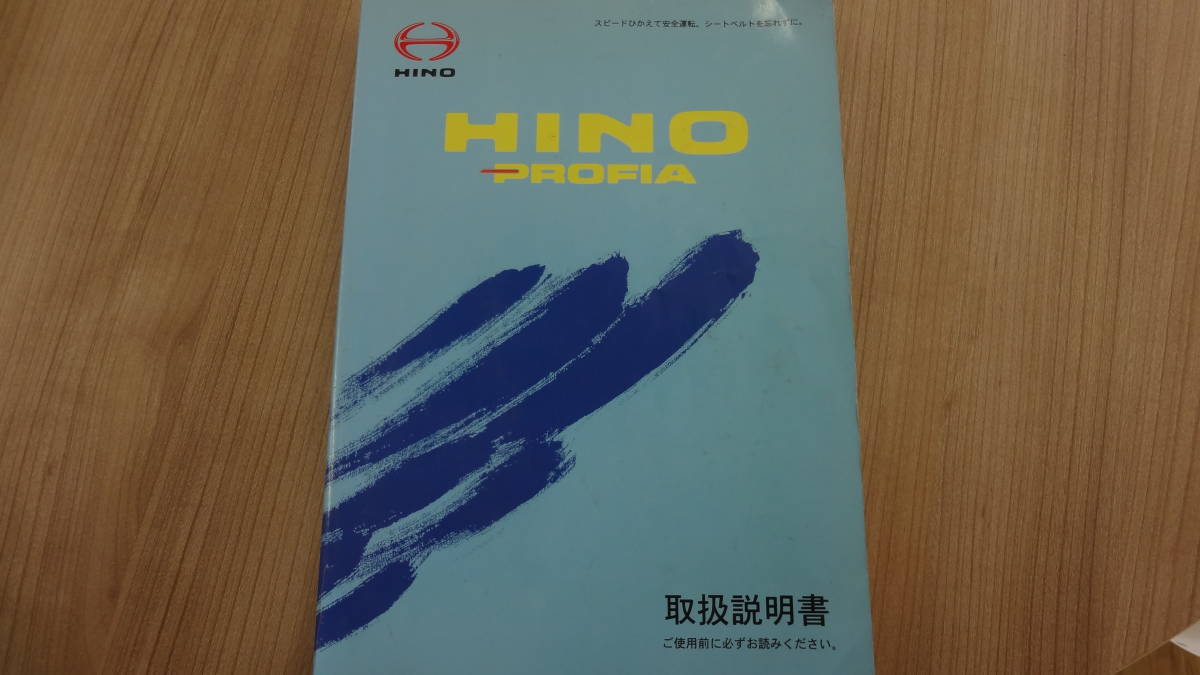 スピードひかえて安全運転。シートベルトを忘れずに。
HINO
HINO
PROFIA
取扱説明書
ご使用前に必ずお読みください。